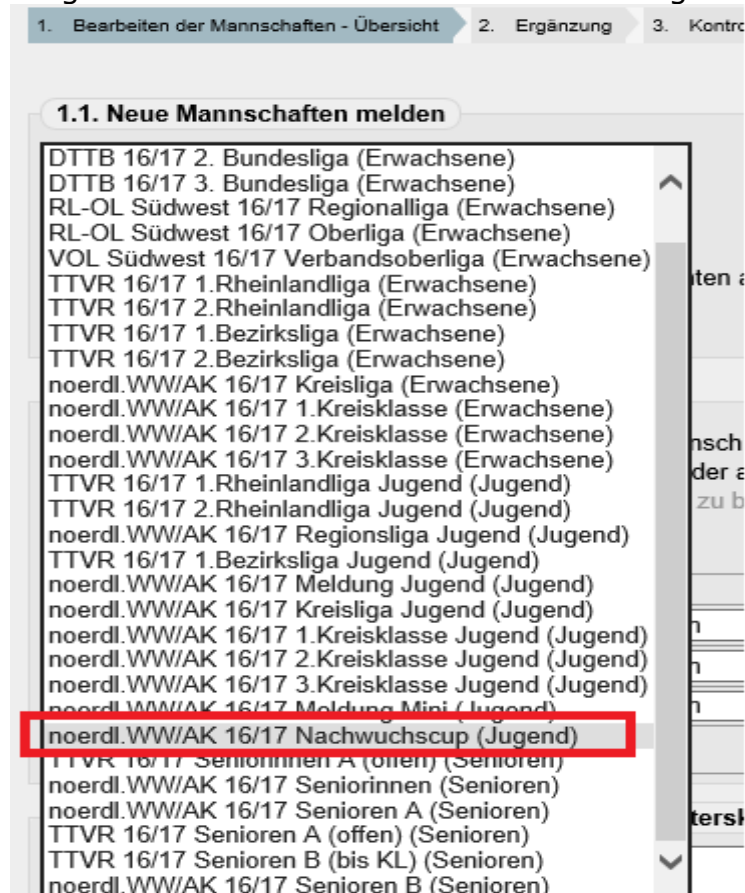 1. Bearbeiten der Mannschaften - Übersicht 2. Ergänzung 3.
1.1. Neue Mannschaften melden
DTTB 16/17 2. Bundesliga (Erwachsene)
DTTB 16/17 3. Bundesliga (Erwachsene)
RL-OL Südwest 16/17 Regionalliga (Erwachsene)
RL-OL Südwest 16/17 Oberliga (Erwachsene)
VOL Südwest 16/17 Verbandsoberliga (Erwachsene)
TTVR 16/17 1.Rheinlandliga (Erwachsene)
TTVR 16/17 2.Rheinlandliga (Erwachsene)
TTVR 16/17 1.Bezirksliga (Erwachsene)
TTVR 16/17 2.Bezirksliga (Erwachsene)
noerdl.WW/AK 16/17 Kreisliga (Erwachsene)
noerdl.WW/AK 16/17 1.Kreisklasse (Erwachsene)
noerdl.WW/AK 16/17 2.Kreisklasse (Erwachsene)
noerdl.WW/AK 16/17 3.Kreisklasse (Erwachsene)
TTVR 16/17 1.Rheinlandliga Jugend (Jugend)
TTVR 16/17 2.Rheinlandliga Jugend (Jugend)
noerdl.WW/AK 16/17 Regionsliga Jugend (Jugend)
TTVR 16/17 1.Bezirksliga Jugend (Jugend)
noerdl.WW/AK 16/17 Meldung Jugend (Jugend)
noerdl.WW/AK 16/17 Kreisliga Jugend (Jugend)
noerdl.WW/AK 16/17 1.Kreisklasse Jugend (Jugend)
noerdl.WW/AK 16/17 2.Kreisklasse Jugend (Jugend)
noerdl.WW/AK 16/17 3.Kreisklasse Jugend (Jugend)
noerdl.WW/AK 16/17 Meldung Mini (Jugend)
noerdl.WW/AK 16/17 Nachwuchscup (Jugend)
TTVR 16/17 Seniorinnen A (offen) (Senioren)
noerdl.WW/AK 16/17 Seniorinnen (Senioren)
noerdl.WW/AK 16/17 Senioren A (Senioren)
TTVR 16/17 Senioren A (offen) (Senioren)
TTVR 16/17 Senioren B (bis KL) (Senioren)
noerdl.WW/AK 16/17 Senioren B (Senioren)